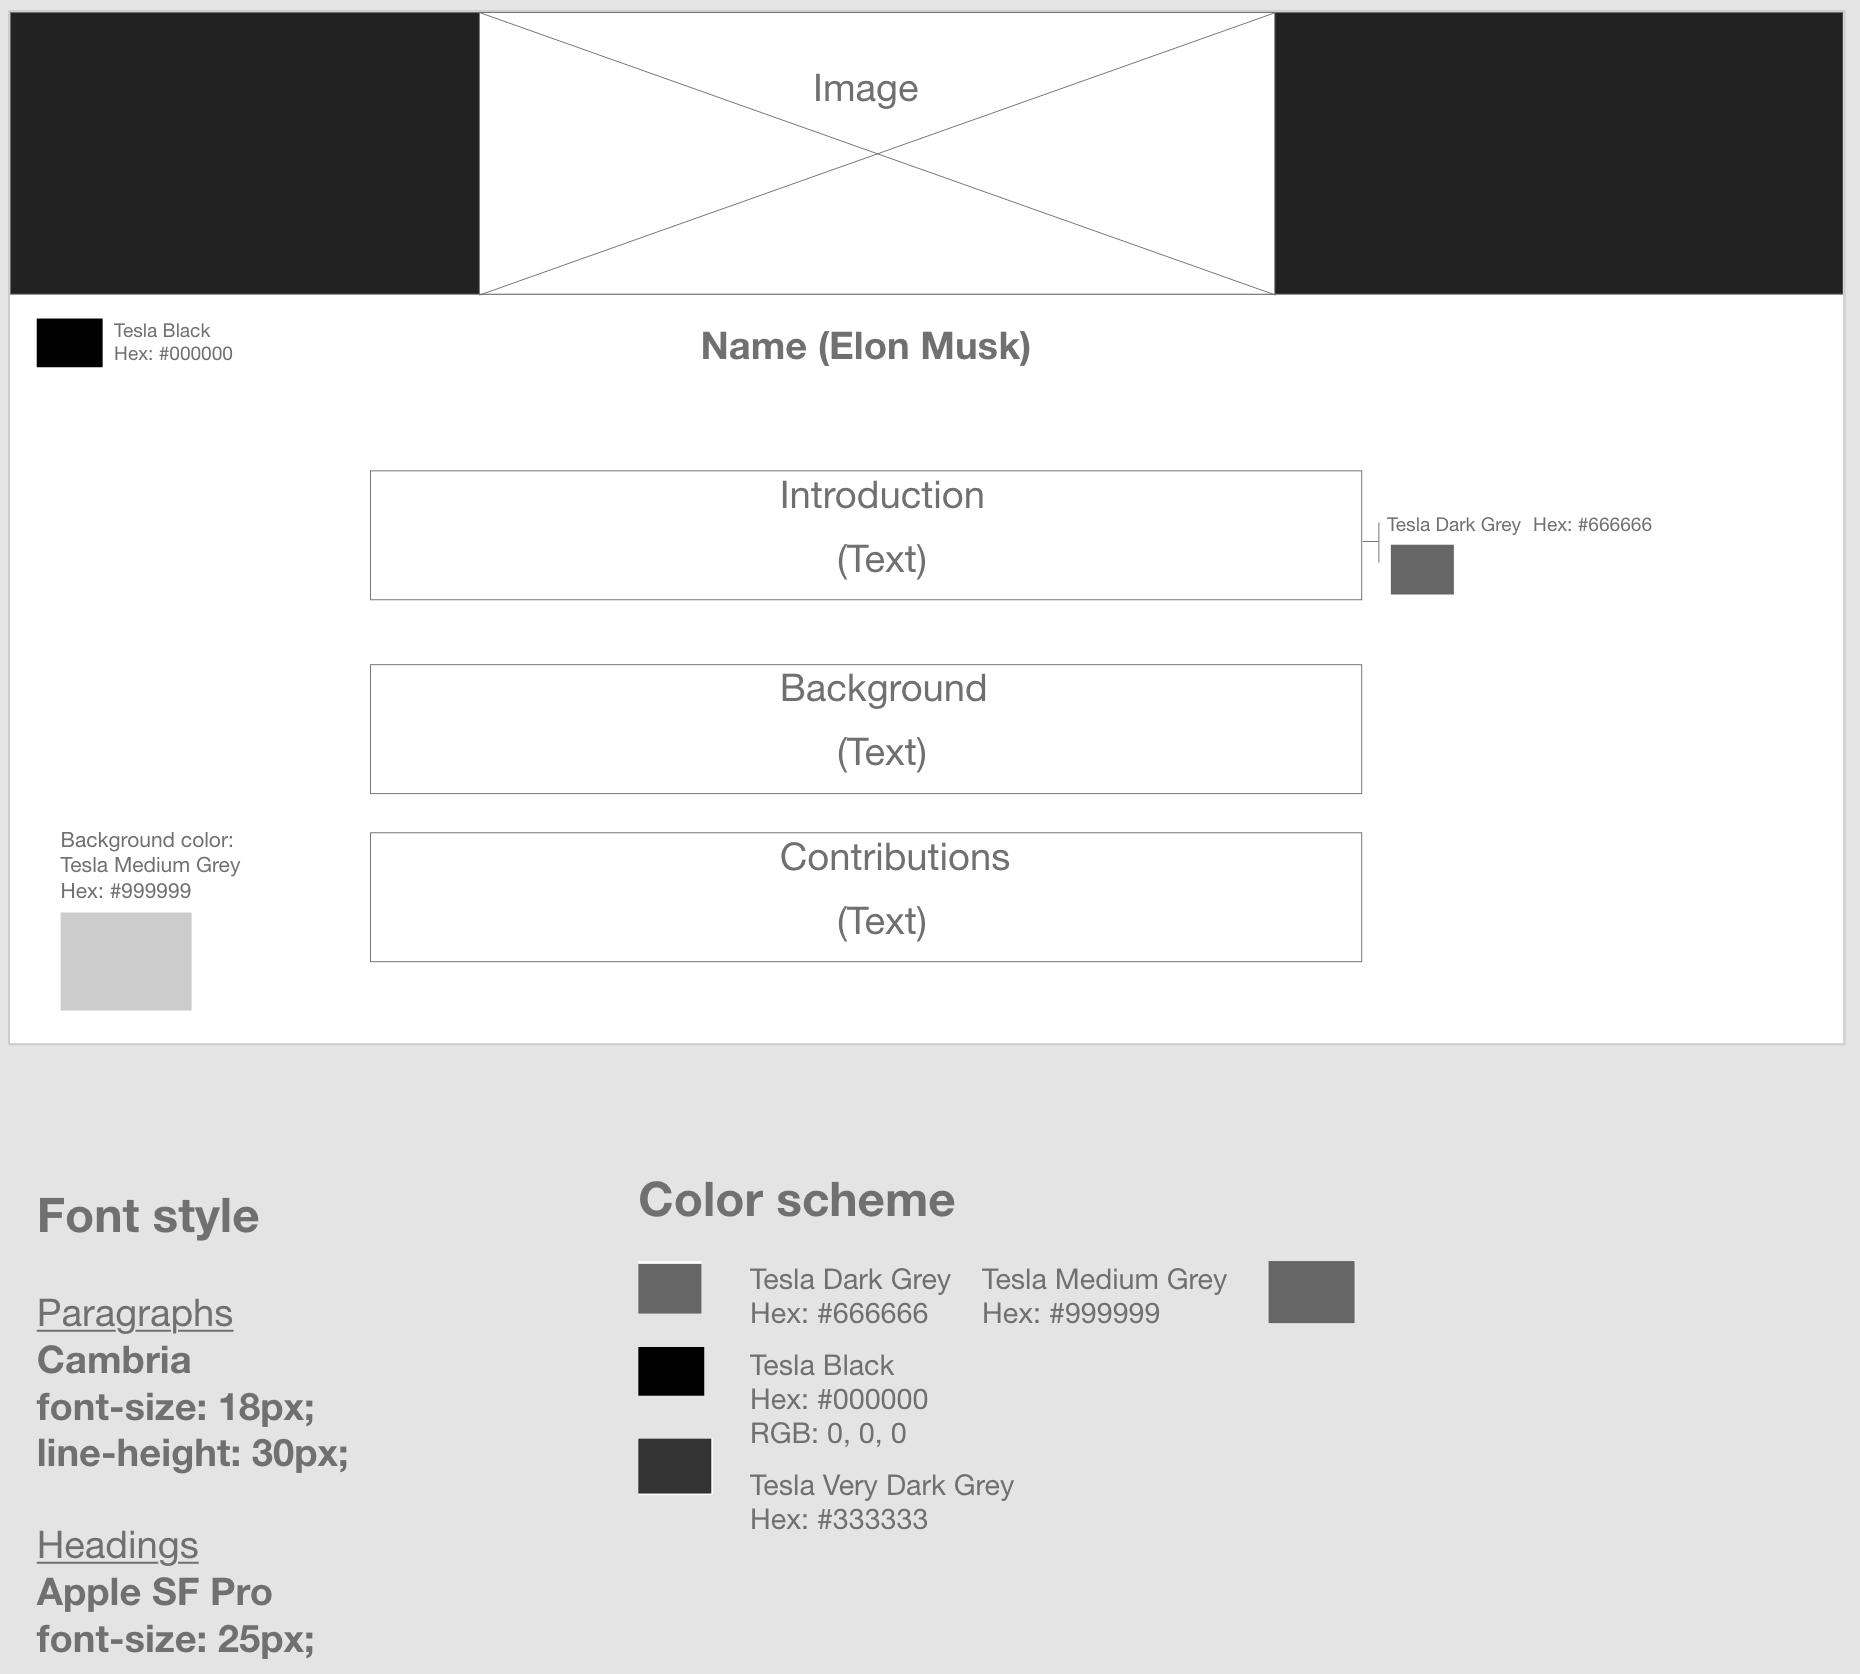 Image
Tesla Black
Hex: #000000
Name (Elon Musk)
Introduction
(Text)
Tesla Dark Grey  Hex: #666666
Background
(Text)
Background color:
Tesla Medium Grey
Hex: #999999
Contributions
(Text)
Font style
Paragraphs
Cambria
font-size: 18px;
line-height: 30px;
Headings
Apple SF Pro
font-size: 25px;
Color scheme
Tesla Dark Grey
Hex: #666666
Tesla Medium Grey
Hex: #999999
Tesla Black
Hex: #000000
RGB: 0, 0, 0
Tesla Very Dark Grey
Hex: #333333